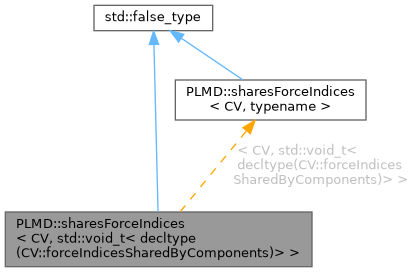 std::false_type
PLMD::sharesForceIndices
< CV, typename >
< CV, std::void_t<
decltype(CV::forceIndices
SharedByComponents)> >
PLMD::sharesForceIndices
< CV, std::void_t< decltype
(CV::forceIndicesSharedByComponents)> >